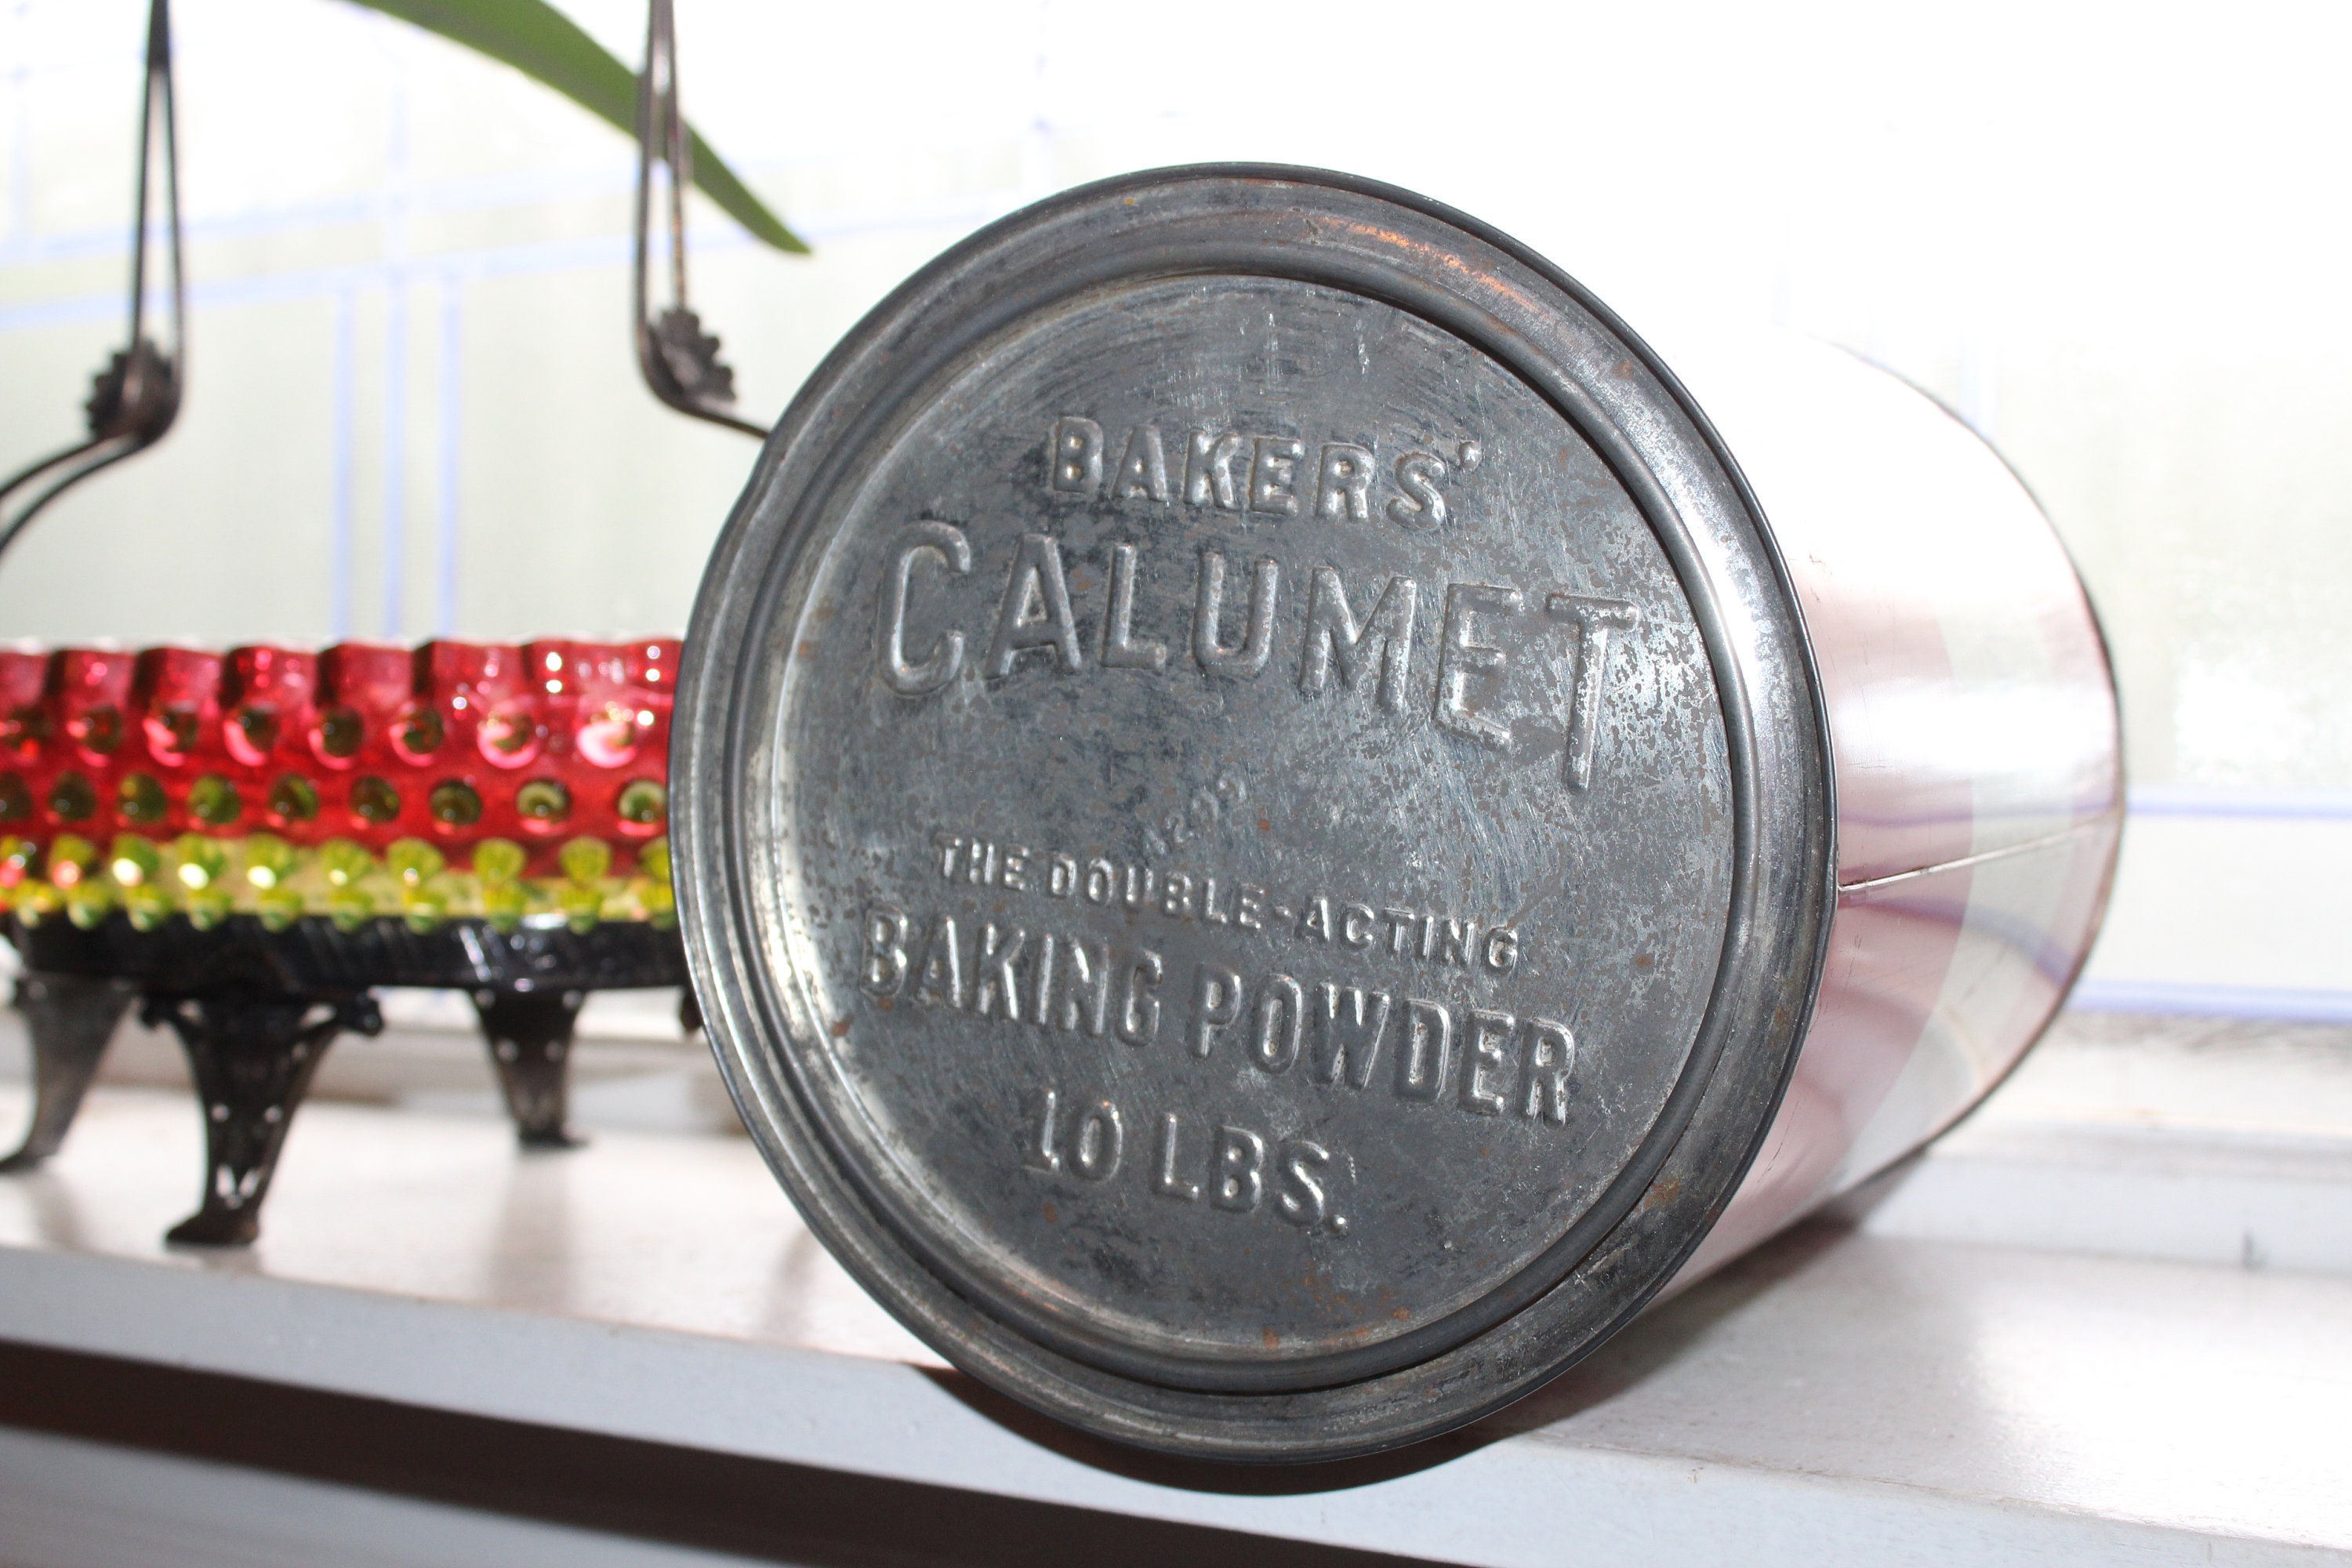 BAKERS'
CALUMET
THE DOUBLE-ACTING
BAKING POWDER
10 LBS.